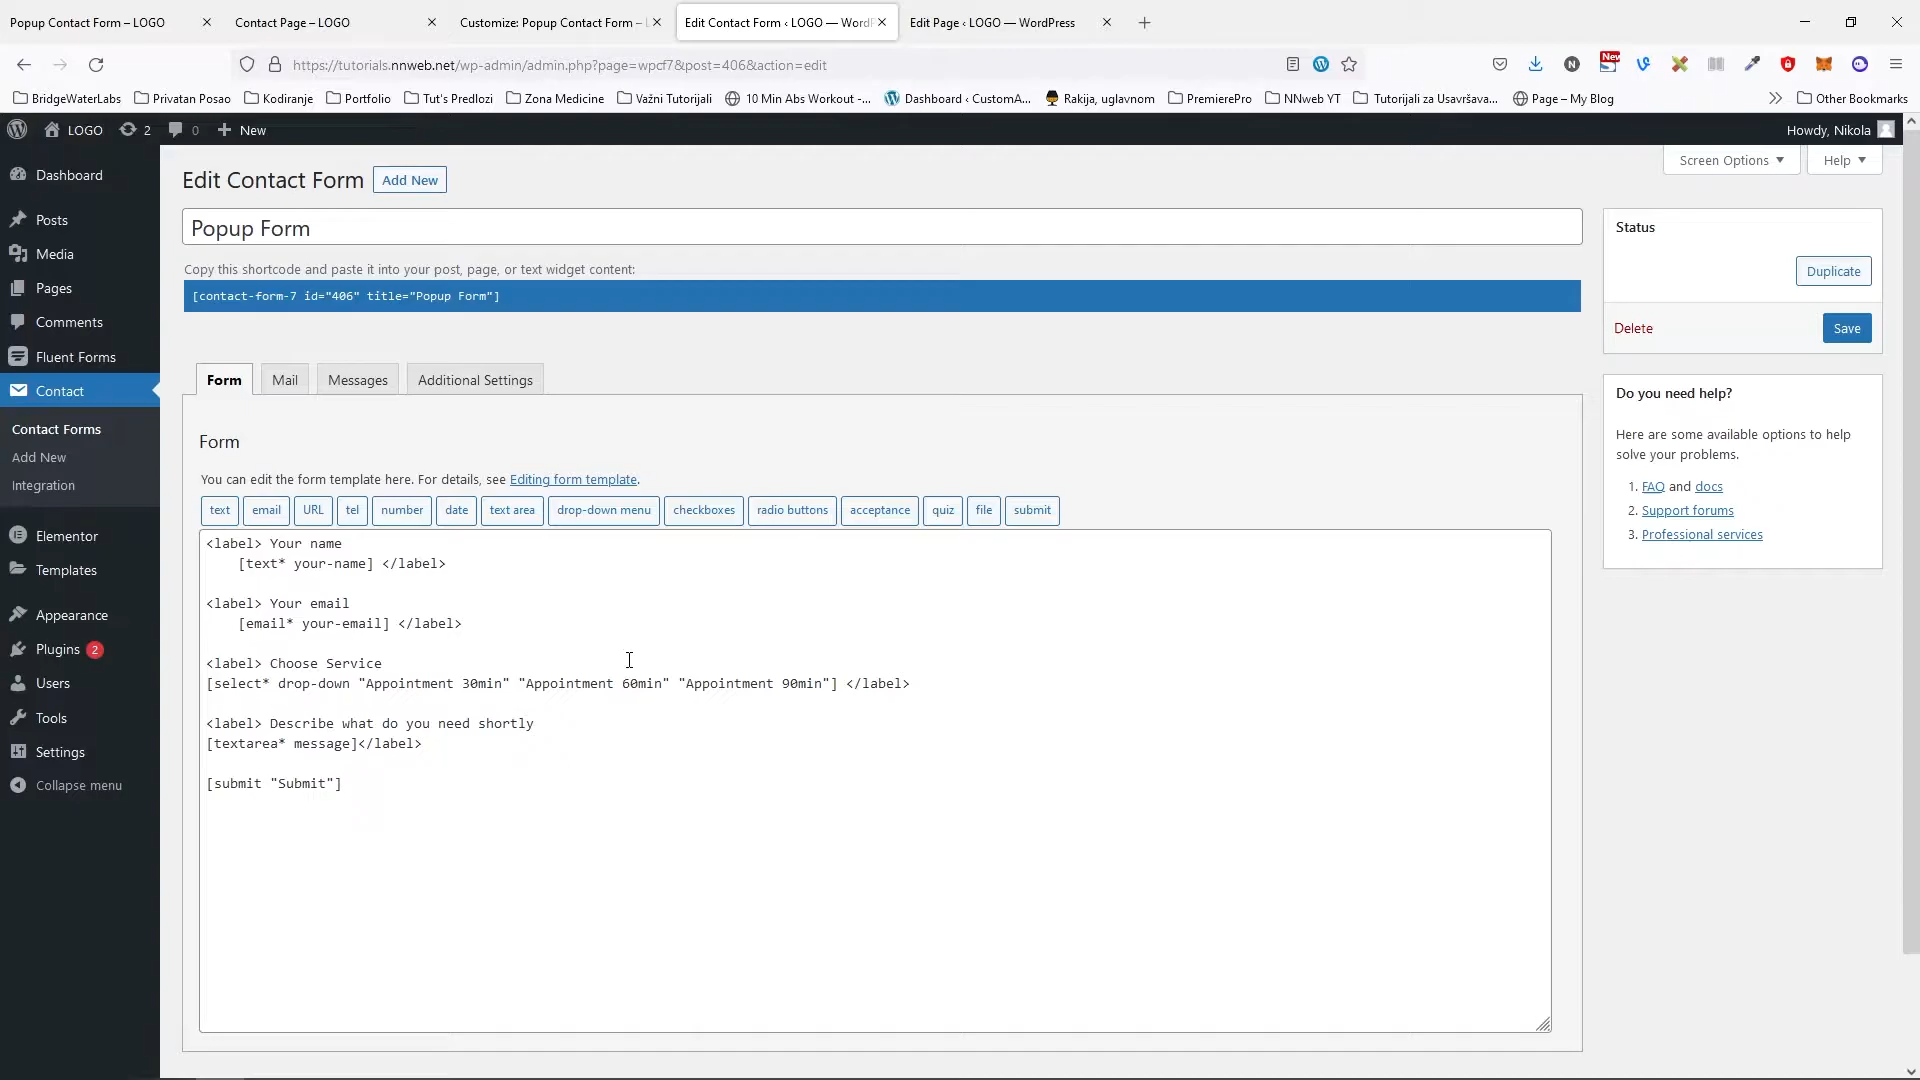 Popup Contact Form – LOGO
Contact Page – LOGO
Customize: Popup Contact Form –
Edit Contact Form ‹ LOGO — Word
Edit Page ‹ LOGO — WordPress
https://tutorials.nnweb.net/wp-admin/admin.php?page=wpcf7&post=406&action=edit
New
BridgeWaterLabs
Privatan Posao
Kodiranje
Portfolio
Tut's Predlozi
Zona Medicine
Važni Tutorijali
10 Min Abs Workout -...
Dashboard ‹ CustomA...
Rakija, uglavnom
PremierePro
NNweb YT
Tutorijali za Usavršava...
Page – My Blog
Other Bookmarks
LOGO
2
0
New
Howdy, Nikola
Dashboard
Posts
Media
Pages
Comments
Fluent Forms
Contact
Contact Forms
Add New
Integration
Elementor
Templates
Appearance
Plugins 2
Users
Tools
Settings
Collapse menu
Screen Options
Help
Edit Contact Form
Add New
Popup Form
Copy this shortcode and paste it into your post, page, or text widget content:
[contact-form-7 id="406" title="Popup Form"]
Form
Mail
Messages
Additional Settings
Form
You can edit the form template here. For details, see Editing form template.
text
email
URL
tel
number
date
text area
drop-down menu
checkboxes
radio buttons
acceptance
quiz
file
submit
<label> Your name
[text* your-name] </label>
<label> Your email
[email* your-email] </label>
<label> Choose Service
[select* drop-down "Appointment 30min" "Appointment 60min" "Appointment 90min"] </label>
<label> Describe what do you need shortly
[textarea* message]</label>
[submit "Submit"]
Status
Duplicate
Delete
Save
Do you need help?
Here are some available options to help
solve your problems.
1. FAQ and docs
2. Support forums
3. Professional services